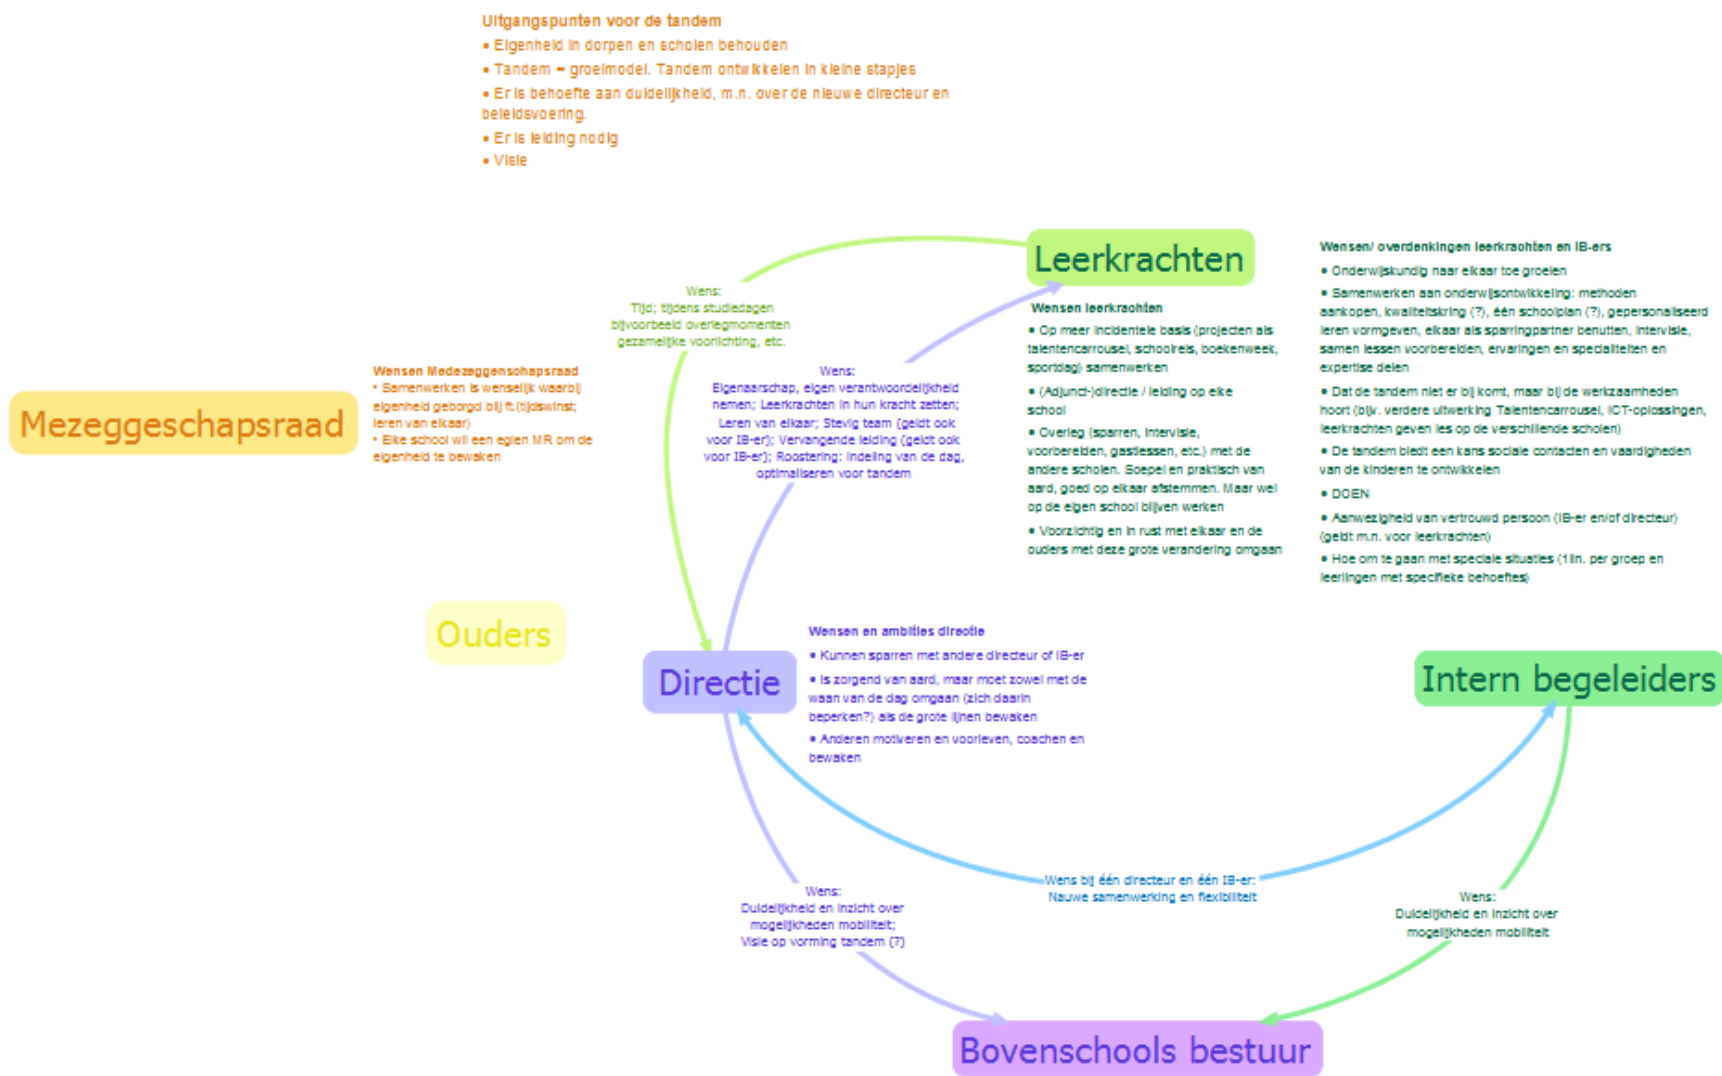 Uitgangspunten voor de tandem
• Eigenheid in dorpen en scholen behouden
• Tandem = groeimodel. Tandem ontwikkelen in kleine stapjes
• Er is behoefte aan duidelijkheid, m.n. over de nieuwe directeur en
beleidsvoering.
• Er is leiding nodig
• Visie
Leerkrachten
Wensen leerkrachten
• Op meer incidentele basis (projecten als
talentencarrousel, schoolreis, boekenweek,
sportdag) samenwerken
• (Adjunct-)directie / leiding op elke
school
• Overleg (sparren, intervisie,
voorbereiden, gastlessen, etc.) met de
andere scholen. Soepel en praktisch van
aard, goed op elkaar afstemmen. Maar wel
op de eigen school blijven werken
• Voorzichtig en in rust met elkaar en de
ouders met deze grote verandering omgaan
Wensen/ overdenkingen leerkrachten en IB-ers
• Onderwijskundig naar elkaar toe groeien
• Samenwerken aan onderwijsontwikkeling: methoden
aankopen, kwaliteitskring (?), één schoolplan (?), gepersonaliseerd
leren vormgeven, elkaar als sparringpartner benutten, intervisie,
samen lessen voorbereiden, ervaringen en specialiteiten en
expertise delen
• Dat de tandem niet er bij komt, maar bij de werkzaamheden
hoort (bijv. verdere uitwerking Talentencarrousel, ICT-oplossingen,
leerkrachten geven les op de verschillende scholen)
• De tandem biedt een kans sociale contacten en vaardigheden
van de kinderen te ontwikkelen
• DOEN
• Aanwezigheid van vertrouwd persoon (IB-er en/of directeur)
(geldt m.n. voor leerkrachten)
• Hoe om te gaan met speciale situaties (1lln. per groep en
leerlingen met specifieke behoeftes)
Wens:
Tijd; tijdens studiedagen
bijvoorbeeld overlegmomenten
gezamelijke voorlichting, etc.
Wens:
Eigenaarschap, eigen verantwoordelijkheid
nemen; Leerkrachten in hun kracht zetten;
Leren van elkaar; Stevig team (geldt ook
voor IB-er); Vervangende leiding (geldt ook
voor IB-er); Roostering: indeling van de dag,
optimaliseren voor tandem
Mezeggeschapsraad
Wensen Medezaggenschapsraad
• Samenwerken is wenselijk waarbij
eigenheid geborgd blij ft.(tijdswinst;
leren van elkaar)
• Elke school wil een egien MR om de
eigenheid te bewaken
Ouders
Directie
Wensen en ambities directie
• Kunnen sparren met andere directeur of IB-er
• Is zorgend van aard, maar moet zowel met de
waan van de dag omgaan (zich daarin
beperken?) als de grote lijnen bewaken
• Anderen motiveren en voorleven, coachen en
bewaken
Intern begeleiders
Wens bij één directeur en één IB-er:
Nauwe samenwerking en flexibiliteit
Wens:
Duidelijkheid en inzicht over
mogelijkheden mobiliteit;
Visie op vorming tandem (?)
Wens:
Duidelijkheid en inzicht over
mogelijkheden mobiliteit
Bovenschools bestuur